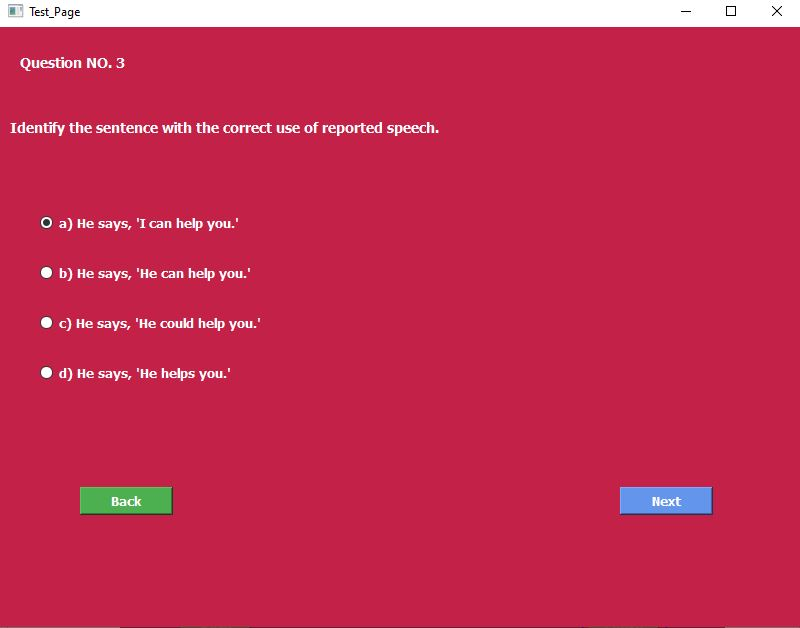 Test_Page
Question NO. 3
Identify the sentence with the correct use of reported speech.
a) He says, 'I can help you.'
b) He says, 'He can help you.'
c) He says, 'He could help you.'
d) He says, 'He helps you.'
Back Next